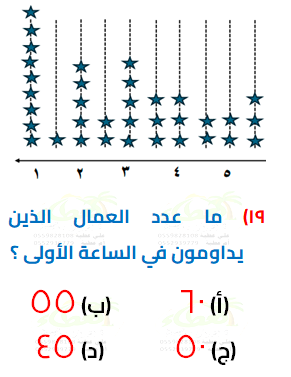 ١ ٢ ٣ ٤ ٥
١٩) ما عدد العمال الذين
يداومون في الساعة الأولى ؟
(أ) ٦٠ (ب) ٥٥
(ج) ٥٠ (د) ٤٥